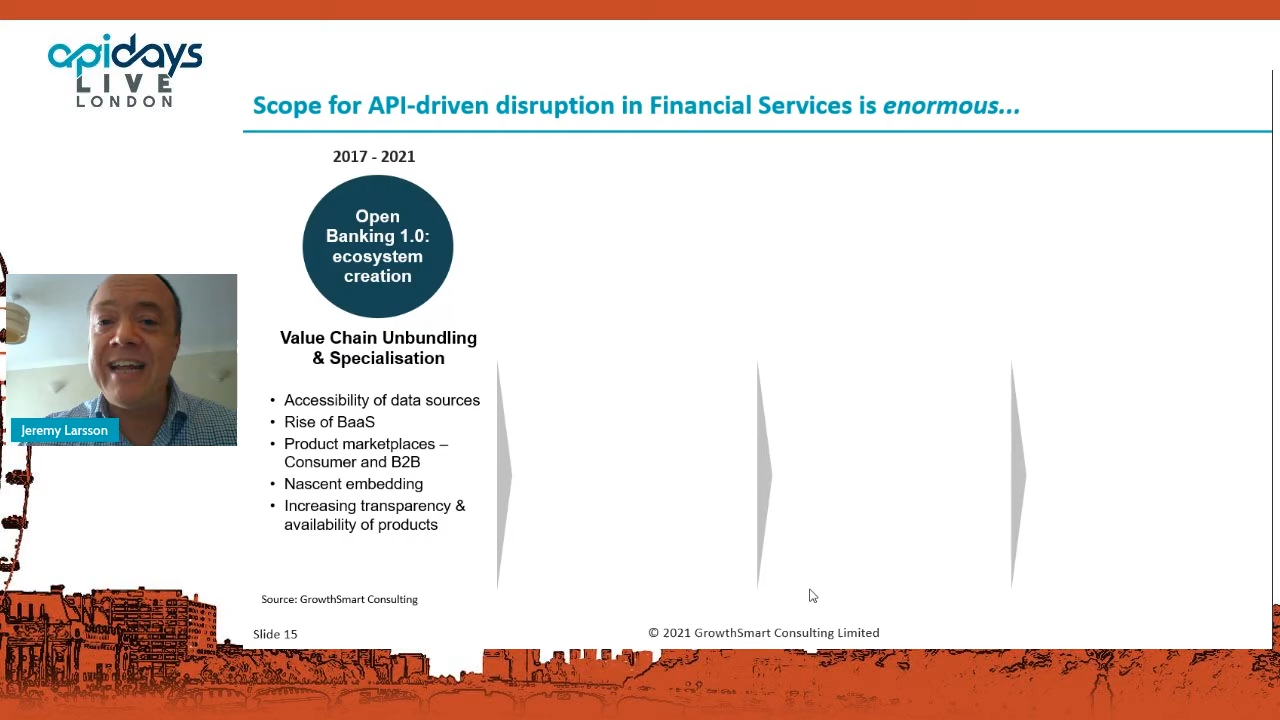 apidays
LIVE
LONDON
Scope for API-driven disruption in Financial Services is enormous...
2017 - 2021
Open
Banking 1.0:
ecosystem
creation
Value Chain Unbundling
& Specialisation
• Accessibility of data sources
• Rise of BaaS
• Product marketplaces –
Consumer and B2B
• Nascent embedding
• Increasing transparency &
availability of products
Jeremy Larsson
Source: GrowthSmart Consulting
Slide 15
© 2021 GrowthSmart Consulting Limited